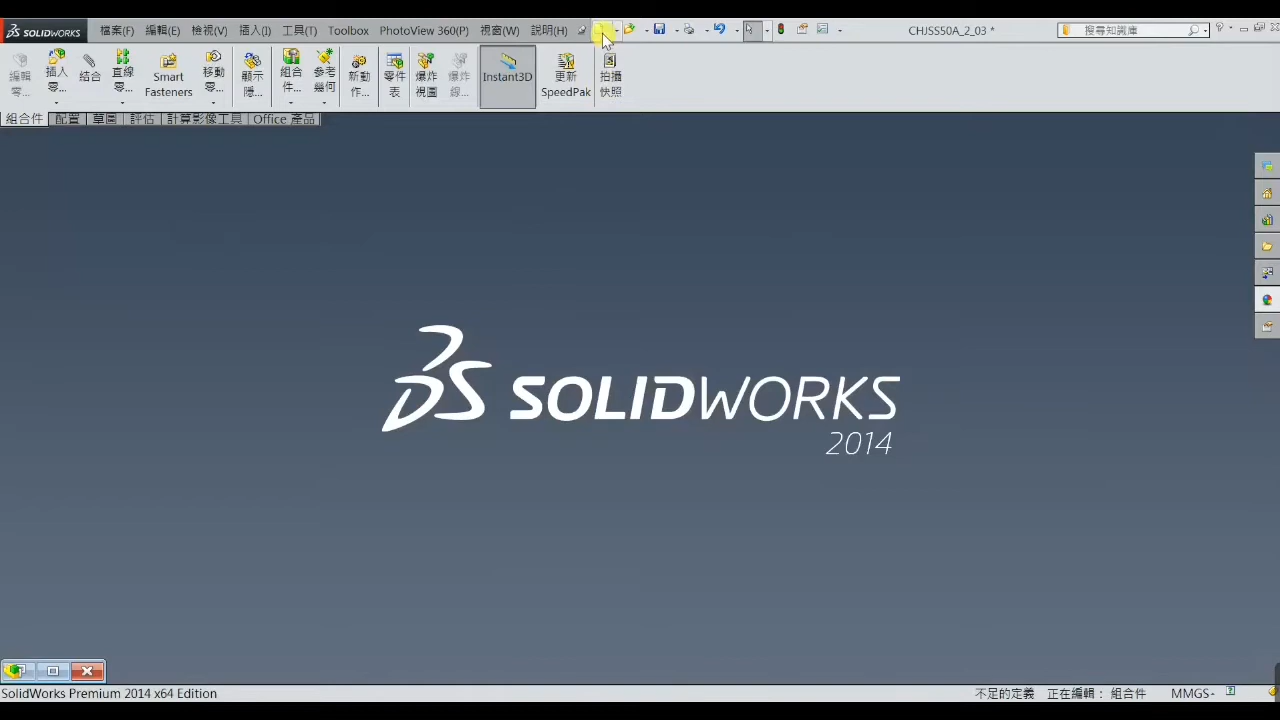 SOLIDWORKS 檔案(F) 編輯(E) 檢視(V) 插入(I) 工具(T) Toolbox PhotoView 360(P) 視窗(W) 說明(H) CHJSS50A_2_03 * 搜尋知識庫
編輯零... 插入零... 結合 直線零... Smart Fasteners 移動零... 顯示隱... 組合件... 參考幾何 新動作... 零件表 爆炸視圖 爆炸線... Instant3D 更新 SpeedPak 拍攝快照
組合件 配置 草圖 評估 計算影像工具 Office 產品
SOLIDWORKS
2014
SolidWorks Premium 2014 x64 Edition 不足的定義 正在編輯： 組合件 MMGS